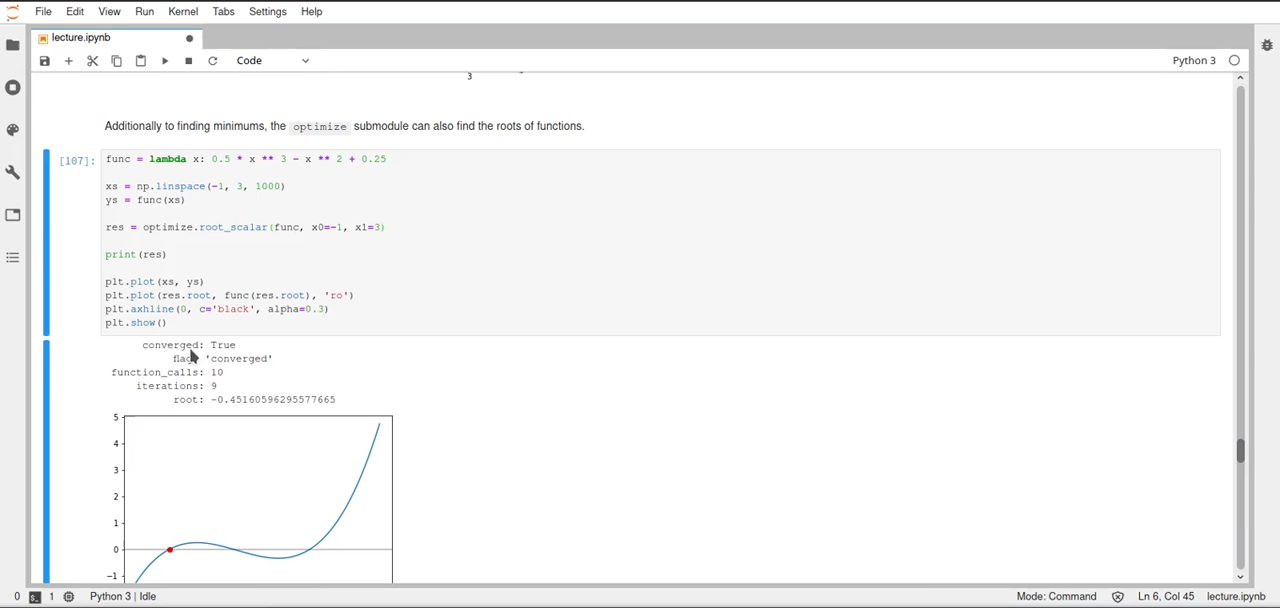 File Edit View Run Kernel Tabs Settings Help
lecture.ipynb
Code
Python 3
3
Additionally to finding minimums, the optimize submodule can also find the roots of functions.
[107]:
func = lambda x: 0.5 * x ** 3 - x ** 2 + 0.25
xs = np.linspace(-1, 3, 1000)
ys = func(xs)
res = optimize.root_scalar(func, x0=-1, x1=3)
print(res)
plt.plot(xs, ys)
plt.plot(res.root, func(res.root), 'ro')
plt.axhline(0, c='black', alpha=0.3)
plt.show()
converged: True
flag: 'converged'
function_calls: 10
iterations: 9
root: -0.45160596295577665
5
4
3
2
1
0
−1
0 1 Python 3 | Idle Mode: Command Ln 6, Col 45 lecture.ipynb